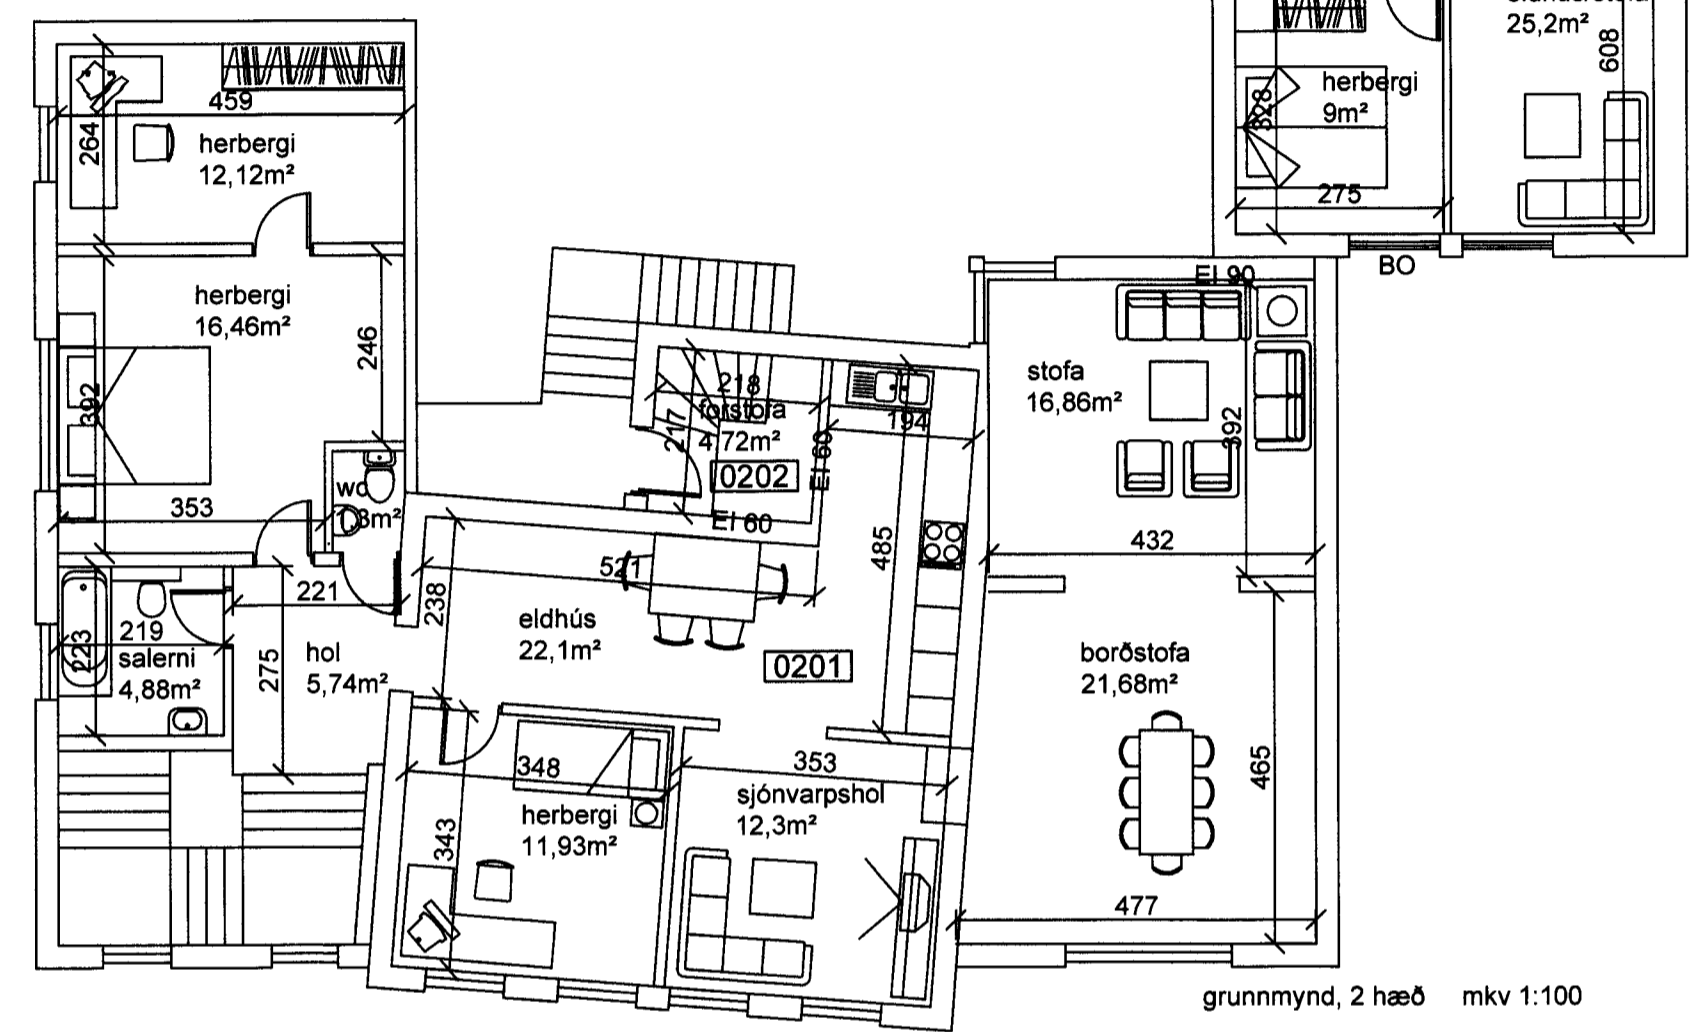 25,2m²
608
herbergi
9m²
328
275
BO
459
264
herbergi
12,12m²
herbergi
16,46m²
246
392
353
wc
221
219
223
salerni
4,88m²
hol
5,74m²
275
218
forstofa
4,72m²
217
0202
EI 60
EI 60
194
485
521
238
eldhús
22,1m²
0201
EI 90
stofa
16,86m²
392
432
borðstofa
21,68m²
465
477
348
herbergi
11,93m²
343
353
sjónvarpshol
12,3m²
grunnmynd, 2 hæð mkv 1:100